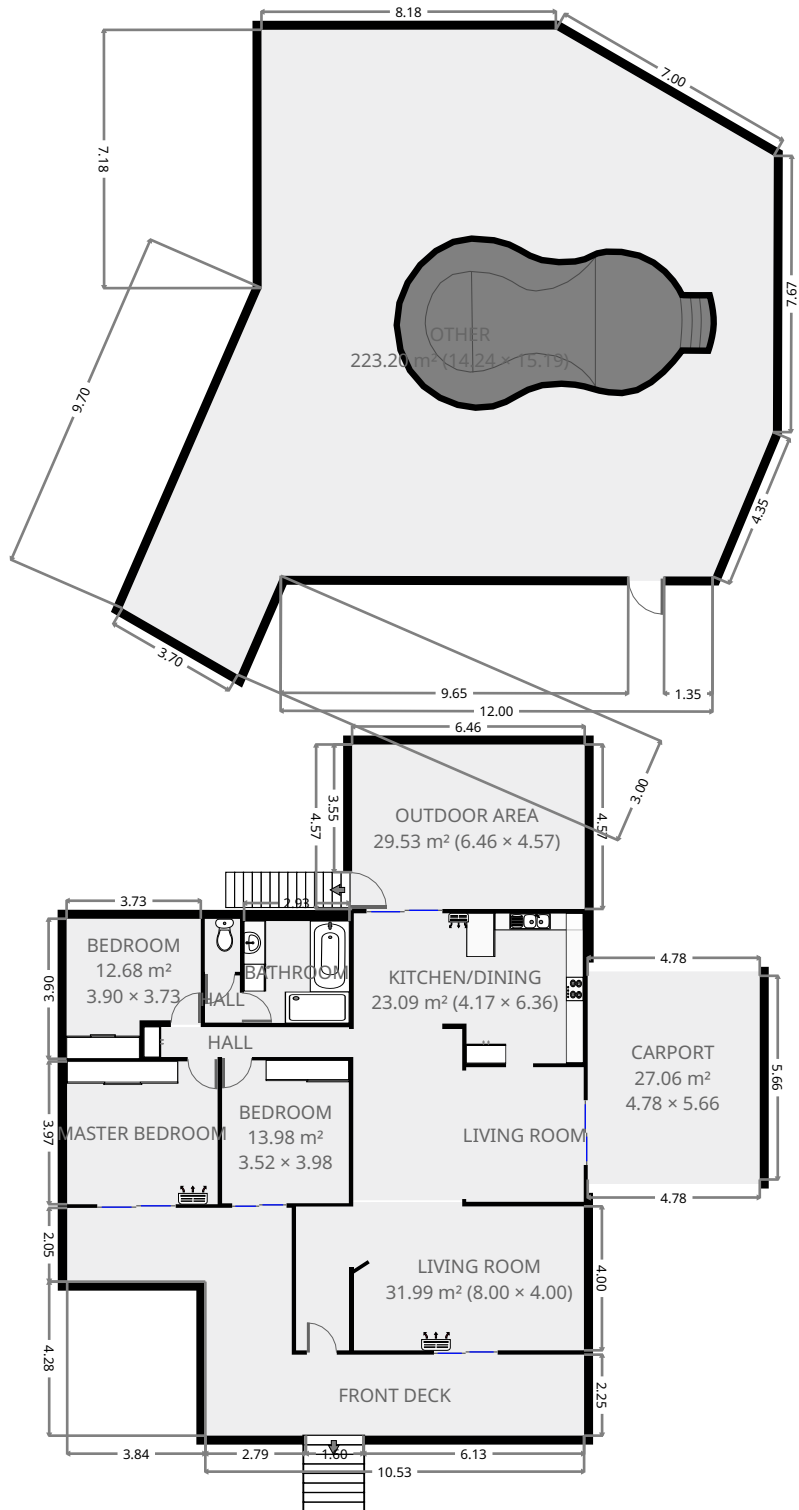 8.18
7.00
7.18
7.67
9.70
OTHER
223.20 m² (14.24 × 15.19)
4.35
3.70
9.65
1.35
12.00
6.46
3.00
3.55
4.57
4.57
OUTDOOR AREA
29.53 m² (6.46 × 4.57)
3.73
2.93
BEDROOM
12.68 m²
3.90 × 3.73
3.90
HALL
BATHROOM
KITCHEN/DINING
23.09 m² (4.17 × 6.36)
4.78
HALL
CARPORT
27.06 m²
4.78 × 5.66
5.66
3.97
MASTER BEDROOM
BEDROOM
13.98 m²
3.52 × 3.98
LIVING ROOM
4.78
2.05
LIVING ROOM
31.99 m² (8.00 × 4.00)
4.00
4.28
FRONT DECK
2.25
3.84
2.79
1.60
6.13
10.53